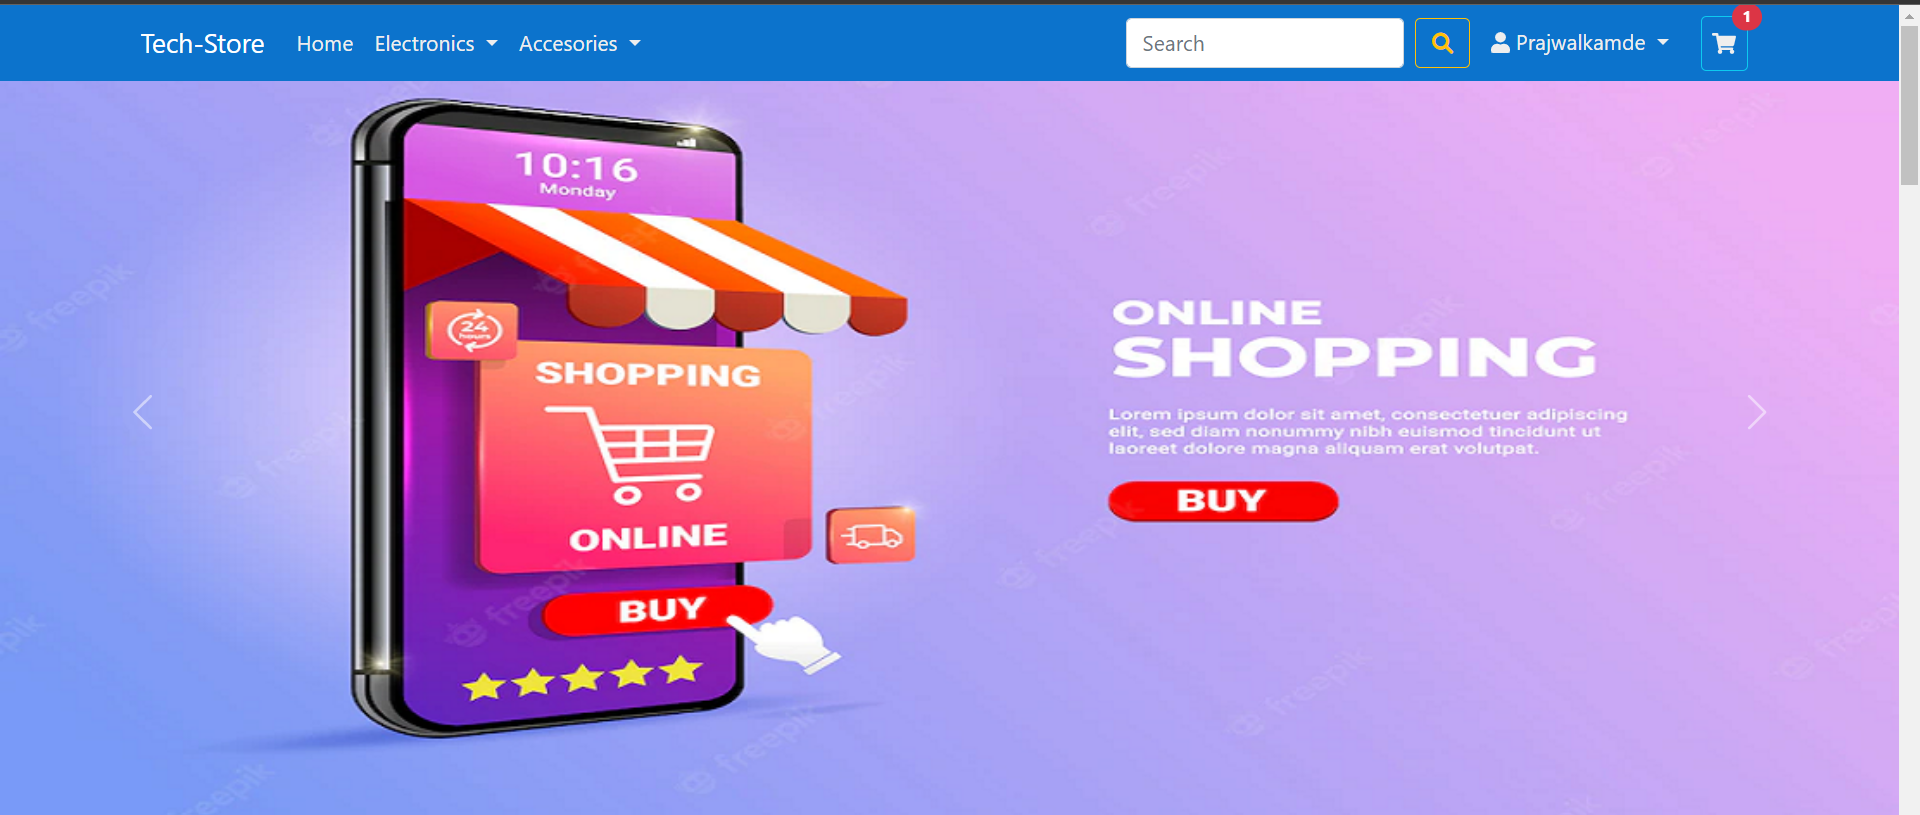 Tech-Store Home Electronics Accesories Search Prajwalkamde 1
10:16
Monday
24
hours
SHOPPING
ONLINE
BUY
ONLINE
SHOPPING
Lorem ipsum dolor sit amet, consectetuer adipiscing
elit, sed diam nonummy nibh euismod tincidunt ut
laoreet dolore magna aliquam erat volutpat.
BUY
freepik